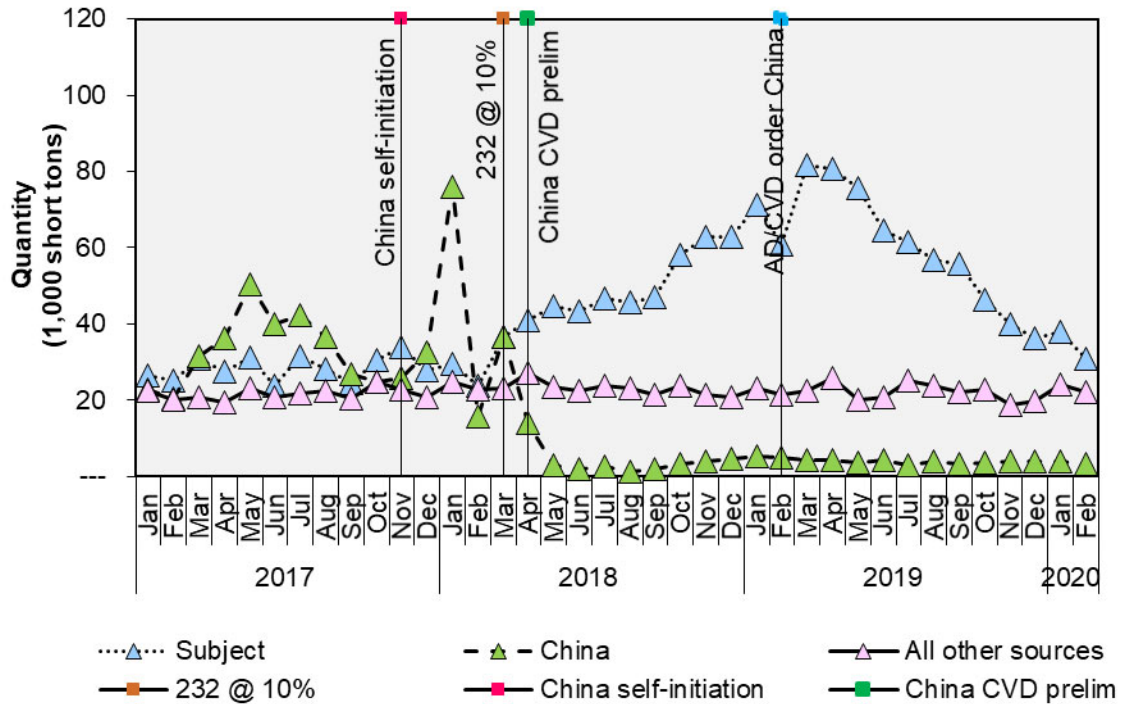 120
100
80
60
40
20
---
Quantity
(1,000 short tons)
China self-initiation
232 @ 10%
China CVD prelim
AD/CVD order China
Jan Feb Mar Apr May Jun Jul Aug Sep Oct Nov Dec Jan Feb Mar Apr May Jun Jul Aug Sep Oct Nov Dec Jan Feb Mar Apr May Jun Jul Aug Sep Oct Nov Dec Jan Feb
2017 2018 2019 2020
Subject China All other sources
232 @ 10% China self-initiation China CVD prelim